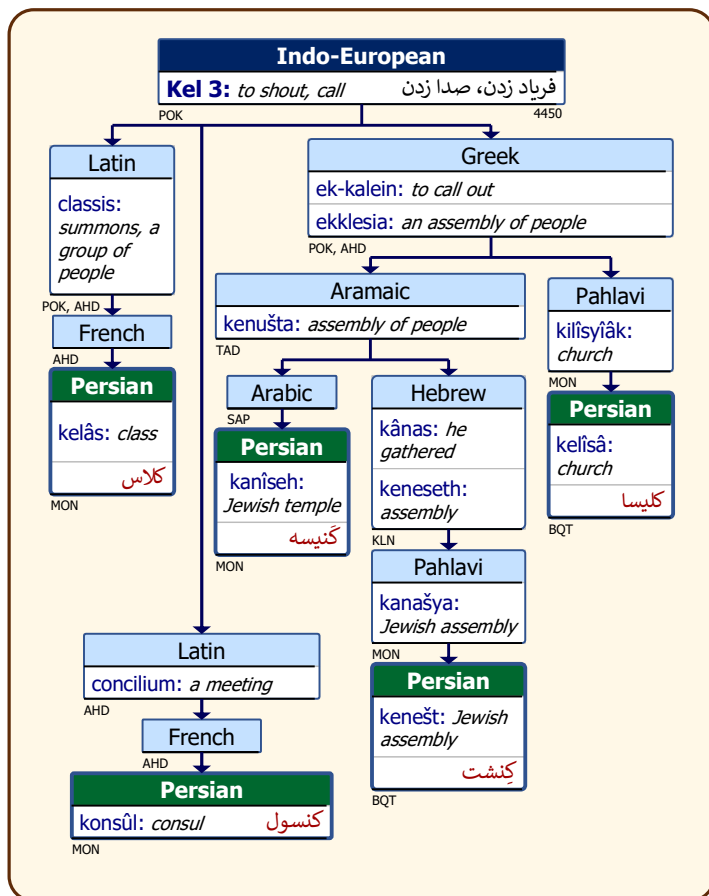 Indo-European
Kel 3: to shout, call فریاد زدن، صدا زدن
POK 4450
Latin
classis:
summons, a
group of
people
POK, AHD
French
AHD
Persian
kelâs: class
کلاس
MON
Greek
ek-kalein: to call out
ekklesia: an assembly of people
POK, AHD
Aramaic
kenušta: assembly of people
TAD
Arabic
SAP
Persian
kanîseh:
Jewish temple
کَنیسه
MON
Hebrew
kânas: he
gathered
keneseth:
assembly
KLN
Pahlavi
kanašya:
Jewish assembly
MON
Persian
kenešt: Jewish
assembly
کِنشت
BQT
Pahlavi
kilîsyîâk:
church
MON
Persian
kelîsâ:
church
کلیسا
BQT
Latin
concilium: a meeting
AHD
French
AHD
Persian
konsûl: consul کنسول
MON